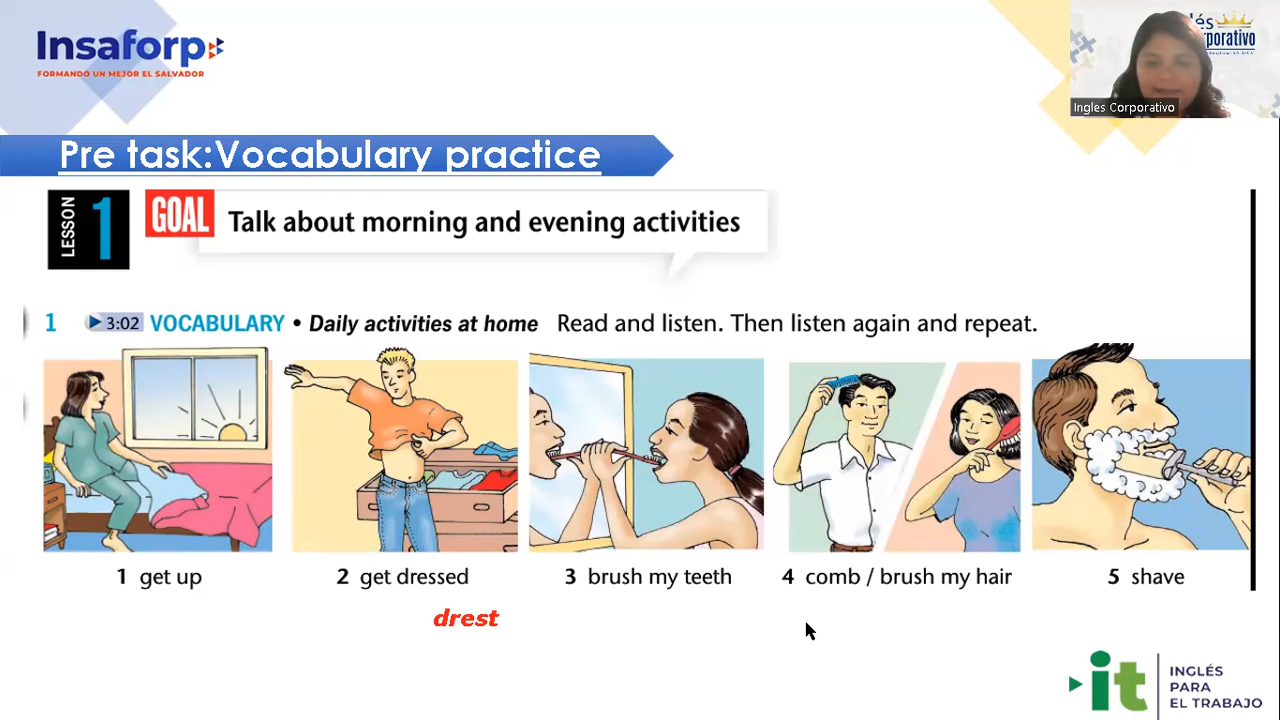 Insaforp
FORMANDO UN MEJOR EL SALVADOR
Ingles Corporativo
Pre task:Vocabulary practice
LESSON 1
GOAL Talk about morning and evening activities
1 3:02 VOCABULARY • Daily activities at home Read and listen. Then listen again and repeat.
1 get up
2 get dressed
3 brush my teeth
4 comb / brush my hair
5 shave
drest
it
INGLÉS
PARA
EL TRABAJO